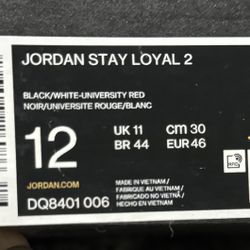 JORDAN STAY LOYAL 2
BLACK/WHITE-UNIVERSITY RED
NOIR/UNIVERSITE ROUGE/BLANC
12
UK 11 CM 30
BR 44 EUR 46
JORDAN.COM
DQ8401 006
MADE IN VIETNAM /
FABRIQUE AU VIETNAM /
FABRICADO NO VIETNÃ /
HECHO EN VIETNAM
RFID